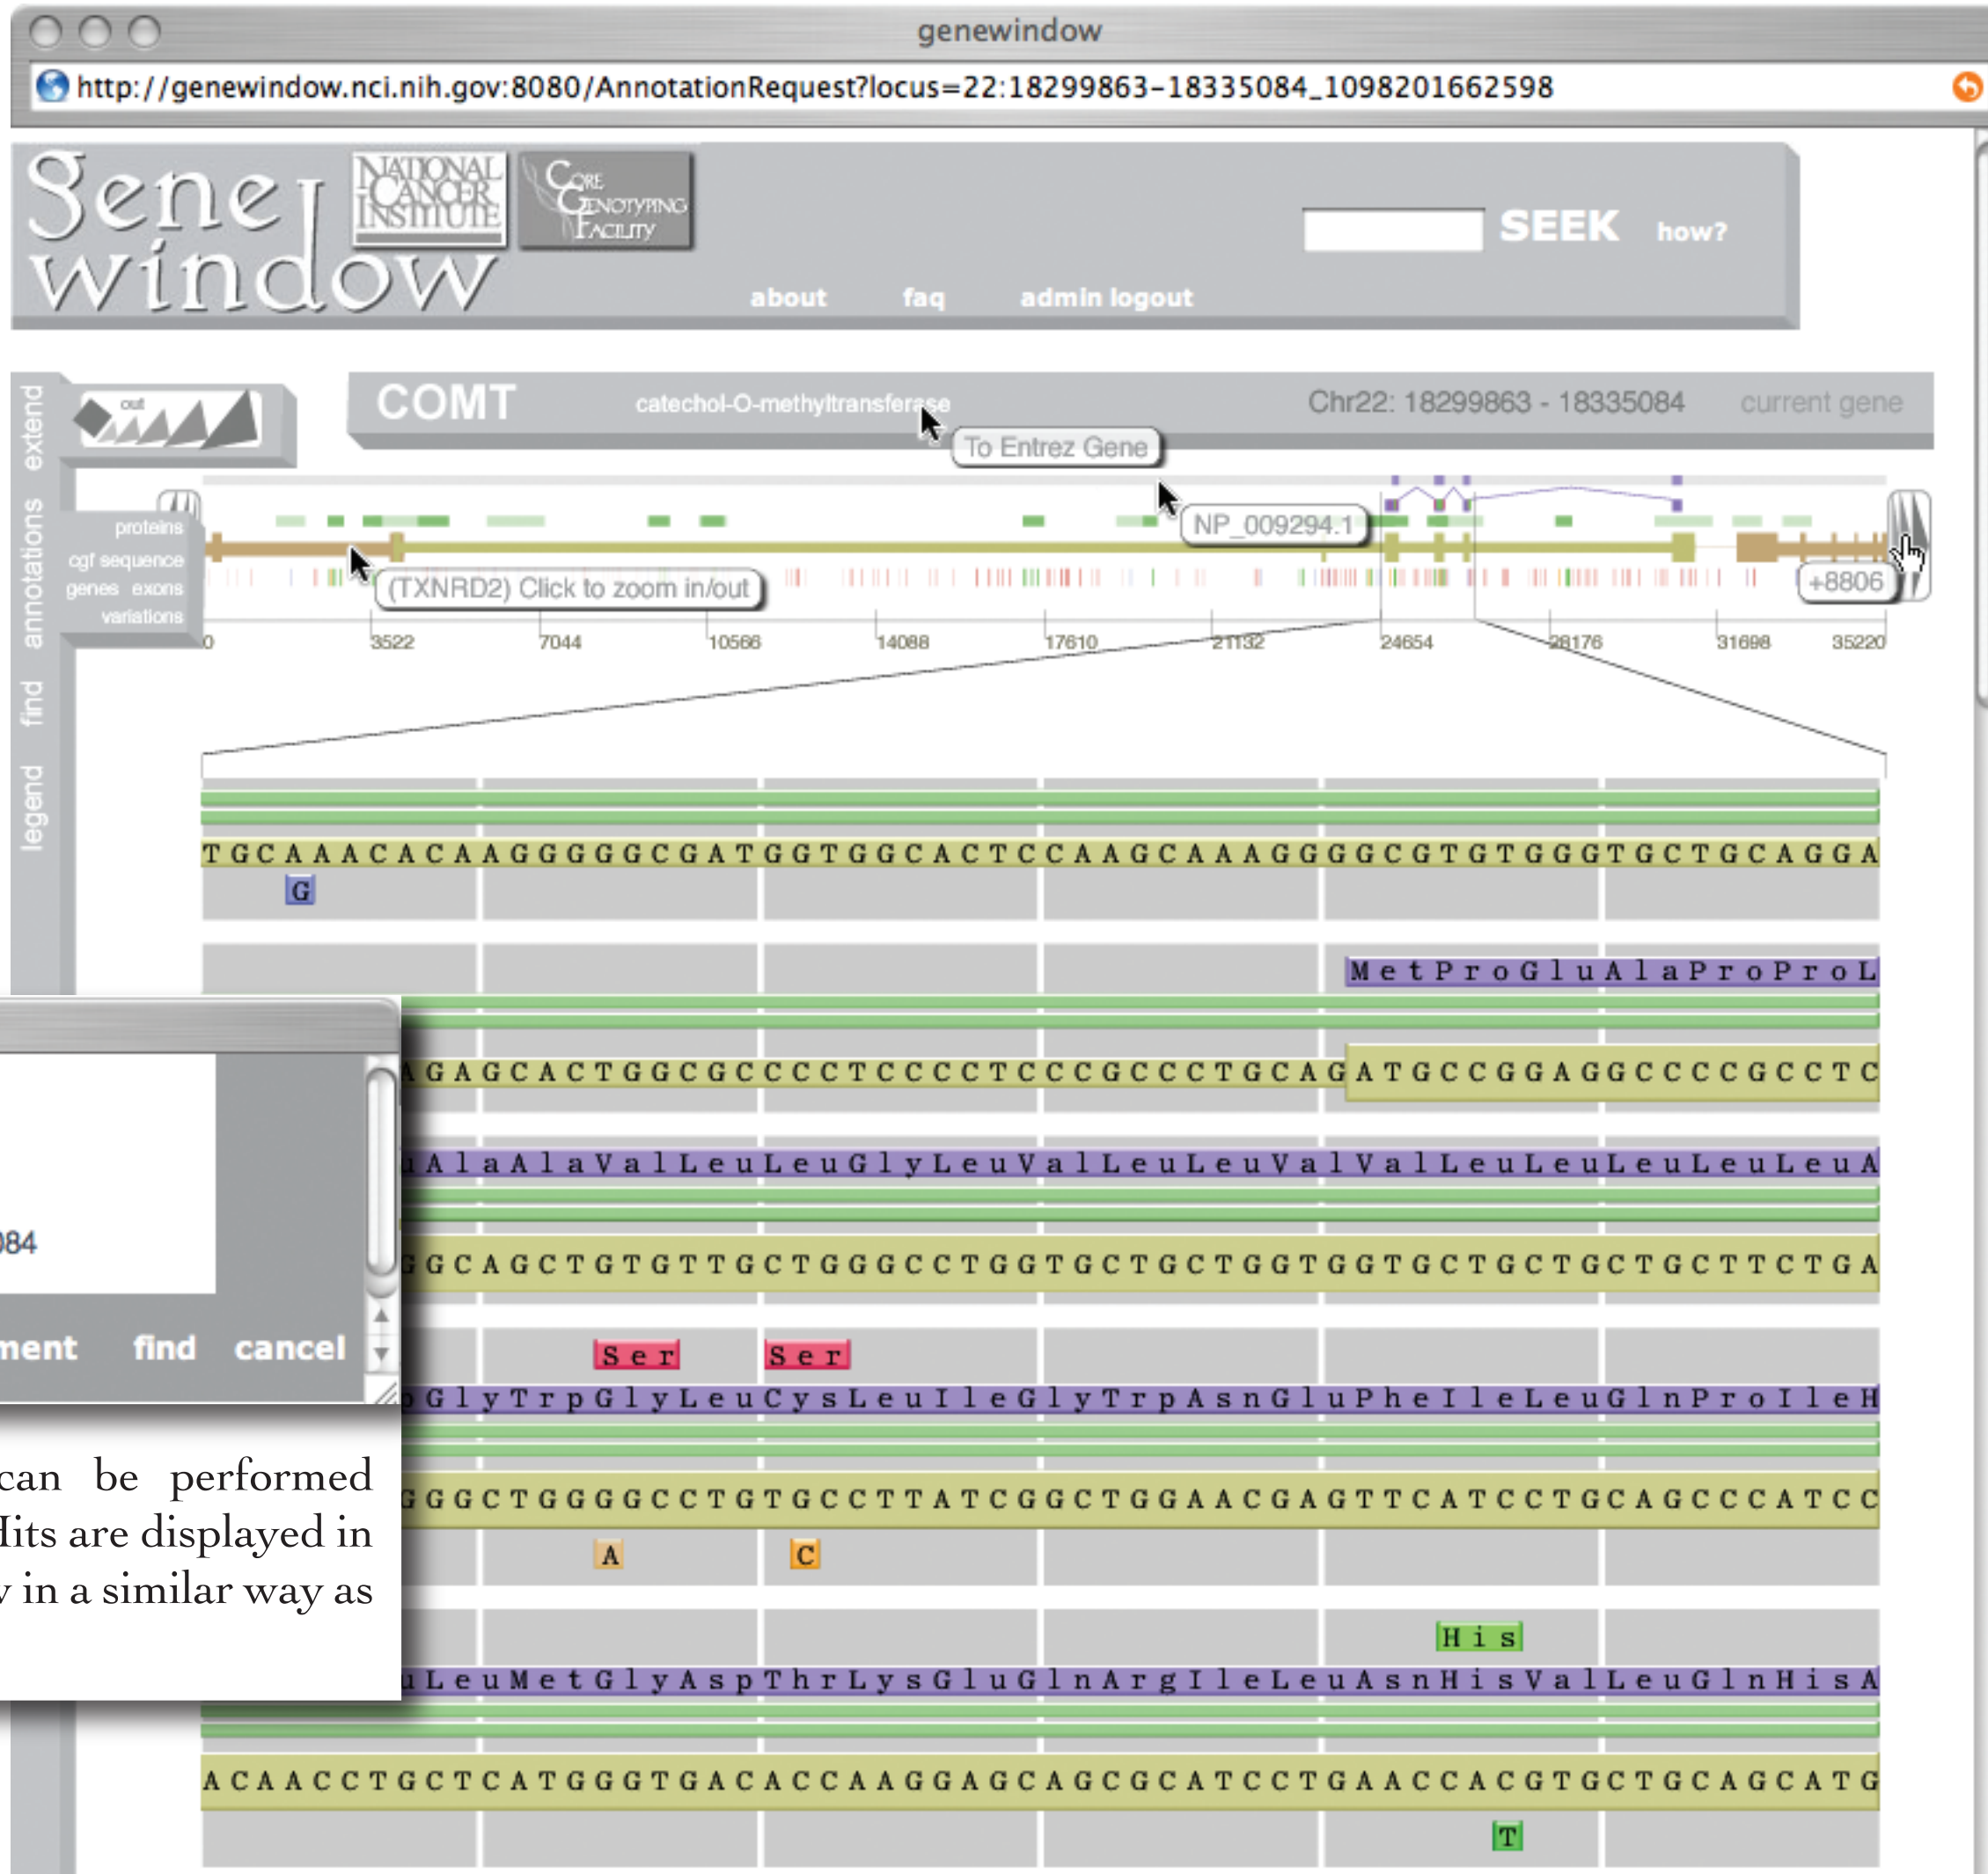 genewindow
http://genewindow.nci.nih.gov:8080/AnnotationRequest?locus=22:18299863-18335084_1098201662598
gene window
NATIONAL CANCER INSTITUTE
CORE GENOTYPING FACILITY
SEEK how?
about faq admin logout
extend
annotations
find
legend
out
COMT catechol-O-methyltransferase Chr22: 18299863 - 18335084 current gene
To Entrez Gene
proteins
NP_009294.1
cgf sequence
genes exons
(TXNRD2) Click to zoom in/out
+8806
variations
0 3522 7044 10566 14088 17610 21132 24654 28176 31698 35220
TGCAAACACAAGGGGGCGATGGTGGCACTCCAAGCAAAGGGGCGTGTGGGTGCTGCAGGA
G
MetProGluAlaProProL
AGAGCACTGGCGCCCCTCCCCTCCCGCCCTGCAGATGCCGGAGGCCCCGCCTC
uAlaAlaValLeuLeuGlyLeuValLeuLeuValValLeuLeuLeuLeuLeuA
GGCAGCTGTGTTGCTGGGCCTGGTGCTGCTGGTGGTGCTGCTGCTGCTTCTGA
084
ment find cancel
Ser Ser
oGlyTrpGlyLeuCysLeuIleGlyTrpAsnGluPheIleLeuGlnProIleH
GGGCTGGGGCCTGTGCCTTATCGGCTGGAACGAGTTCATCCTGCAGCCCATCC
A C
can be performed
Hits are displayed in
in a similar way as
His
uLeuMetGlyAspThrLysGluGlnArgIleLeuAsnHisValLeuGlnHisA
ACAACCTGCTCATGGGTGACACCAAGGAGCAGCGCATCCTGAACCACGTGCTGCAGCATG
T